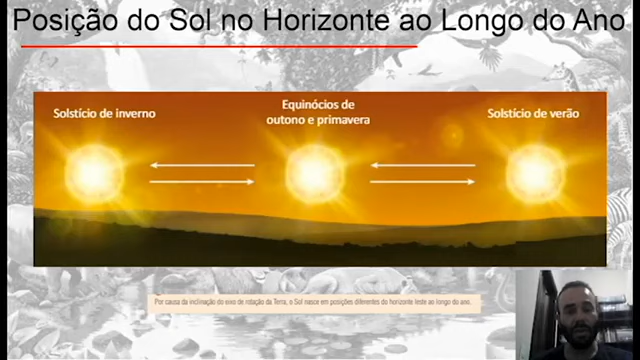 Posição do Sol no Horizonte ao Longo do Ano
Solstício de inverno
Equinócios de
outono e primavera
Solstício de verão
Por causa da inclinação do eixo de rotação da Terra, o Sol nasce em posições diferentes do horizonte leste ao longo do ano.